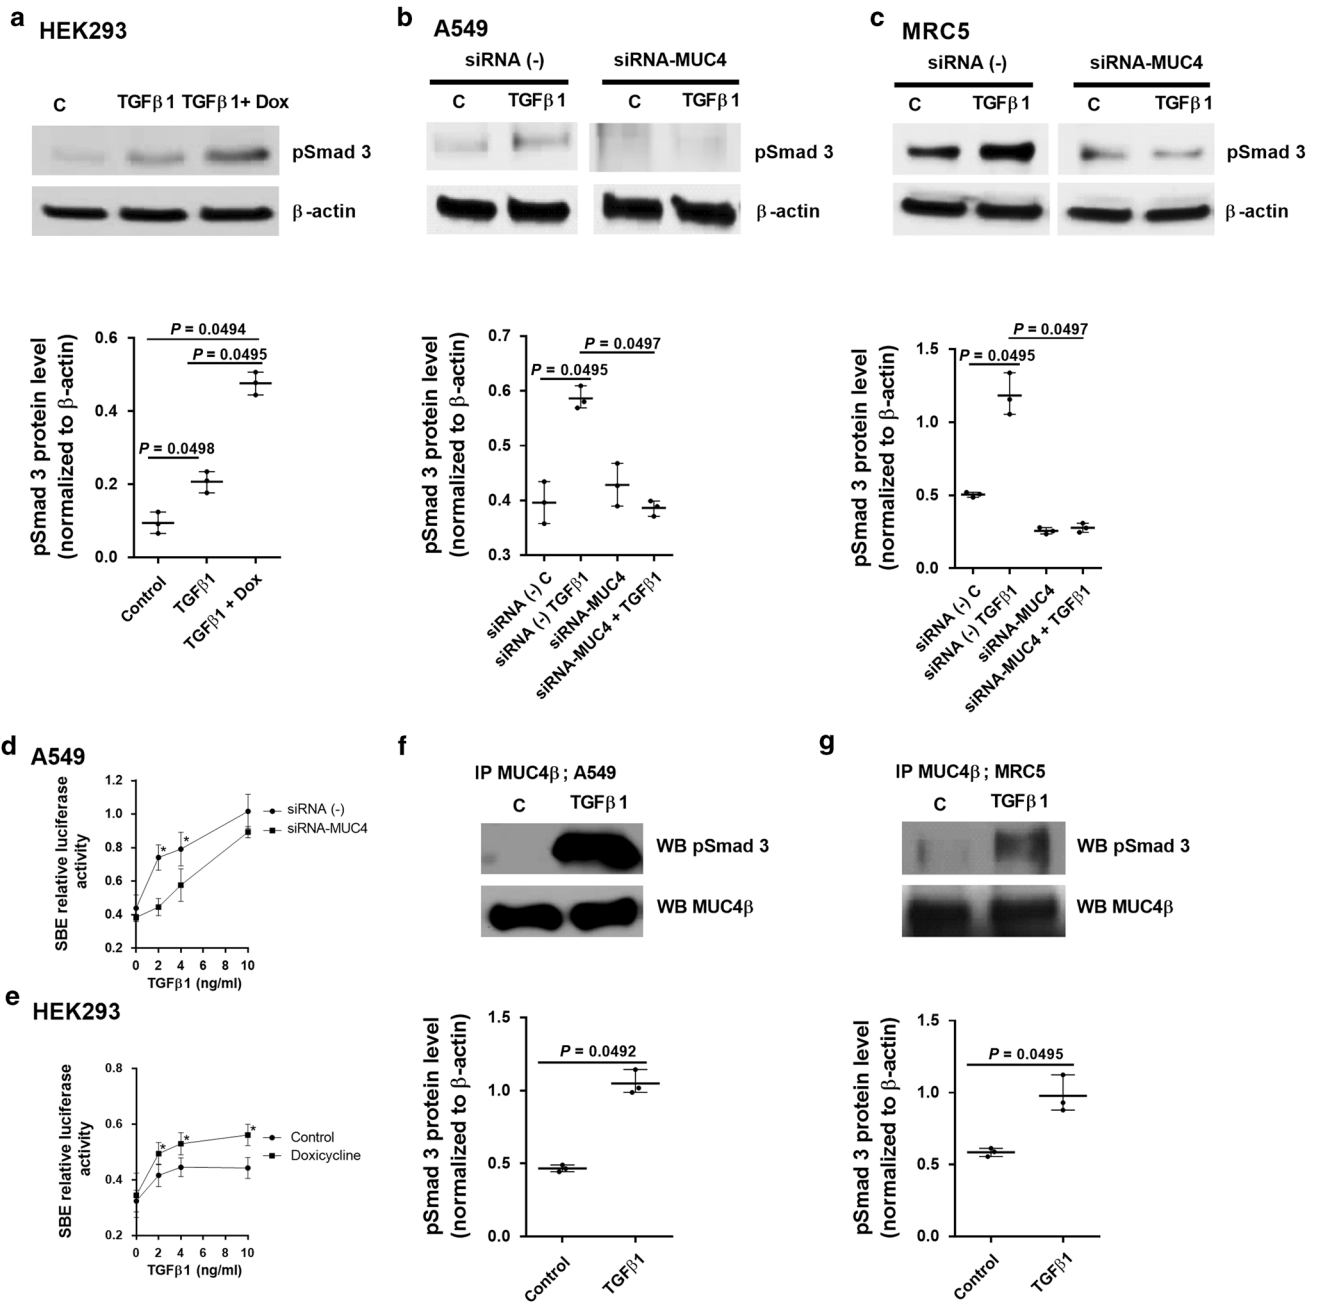 a HEK293
C TGFβ1 TGFβ1+ Dox
pSmad 3
β-actin
pSmad 3 protein level
(normalized to β-actin)
0.6
0.4
0.2
0.0
P = 0.0494
P = 0.0495
P = 0.0498
Control
TGFβ1
TGFβ1 + Dox
b A549
siRNA (-) siRNA-MUC4
C TGFβ1 C TGFβ1
pSmad 3
β-actin
pSmad 3 protein level
(normalized to β-actin)
0.7
0.6
0.5
0.4
0.3
P = 0.0497
P = 0.0495
siRNA (-) C
siRNA (-) TGFβ1
siRNA-MUC4
siRNA-MUC4 + TGFβ1
c MRC5
siRNA (-) siRNA-MUC4
C TGFβ1 C TGFβ1
pSmad 3
β-actin
pSmad 3 protein level
(normalized to β-actin)
1.5
1.0
0.5
0.0
P = 0.0497
P = 0.0495
siRNA (-) C
siRNA (-) TGFβ1
siRNA-MUC4
siRNA-MUC4 + TGFβ1
d A549
SBE relative luciferase
activity
1.2
1.0
0.8
0.6
0.4
0.2
* *
siRNA (-)
siRNA-MUC4
0 2 4 6 8 10
TGFβ1 (ng/ml)
e HEK293
SBE relative luciferase
activity
0.8
0.6
0.4
0.2
* * *
Control
Doxicycline
0 2 4 6 8 10
TGFβ1 (ng/ml)
f
IP MUC4β; A549
C TGFβ1
WB pSmad 3
WB MUC4β
pSmad 3 protein level
(normalized to β-actin)
1.5
1.0
0.5
0.0
P = 0.0492
Control
TGFβ1
g
IP MUC4β; MRC5
C TGFβ1
WB pSmad 3
WB MUC4β
pSmad 3 protein level
(normalized to β-actin)
1.5
1.0
0.5
0.0
P = 0.0495
Control
TGFβ1